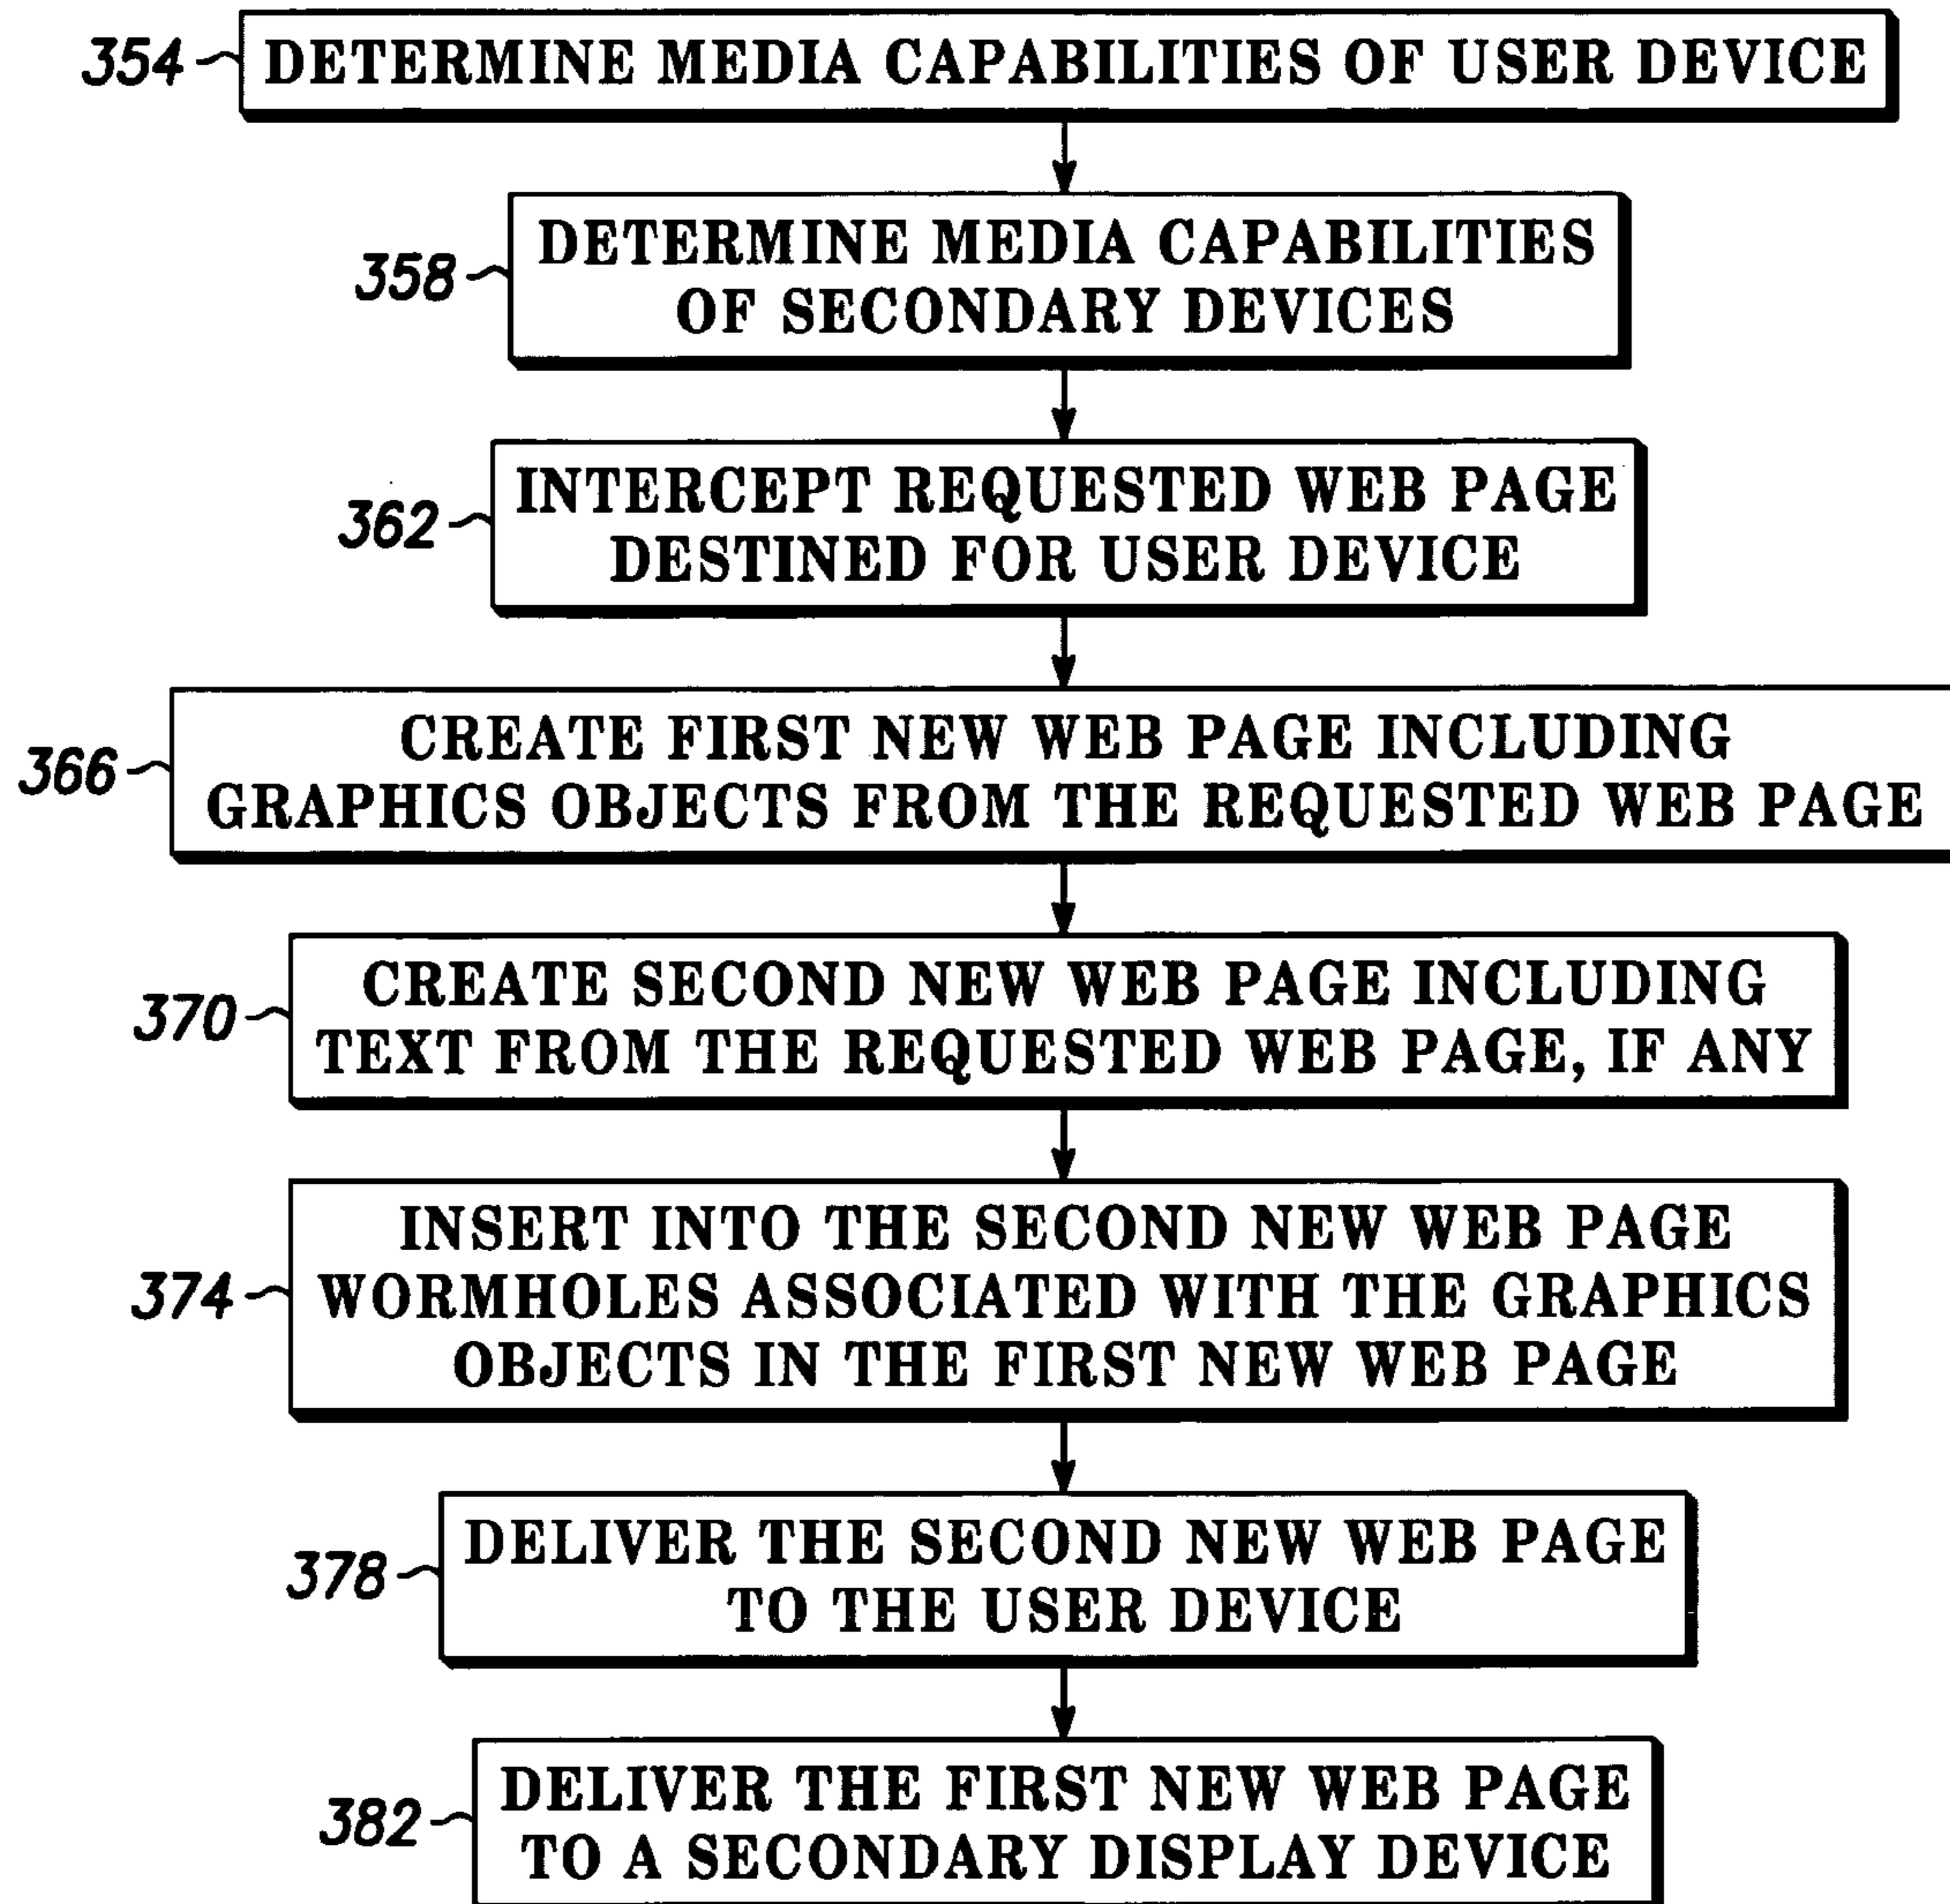 354 DETERMINE MEDIA CAPABILITIES OF USER DEVICE
358 DETERMINE MEDIA CAPABILITIES
OF SECONDARY DEVICES
362 INTERCEPT REQUESTED WEB PAGE
DESTINED FOR USER DEVICE
366 CREATE FIRST NEW WEB PAGE INCLUDING
GRAPHICS OBJECTS FROM THE REQUESTED WEB PAGE
370 CREATE SECOND NEW WEB PAGE INCLUDING
TEXT FROM THE REQUESTED WEB PAGE, IF ANY
374 INSERT INTO THE SECOND NEW WEB PAGE
WORMHOLES ASSOCIATED WITH THE GRAPHICS
OBJECTS IN THE FIRST NEW WEB PAGE
378 DELIVER THE SECOND NEW WEB PAGE
TO THE USER DEVICE
382 DELIVER THE FIRST NEW WEB PAGE
TO A SECONDARY DISPLAY DEVICE